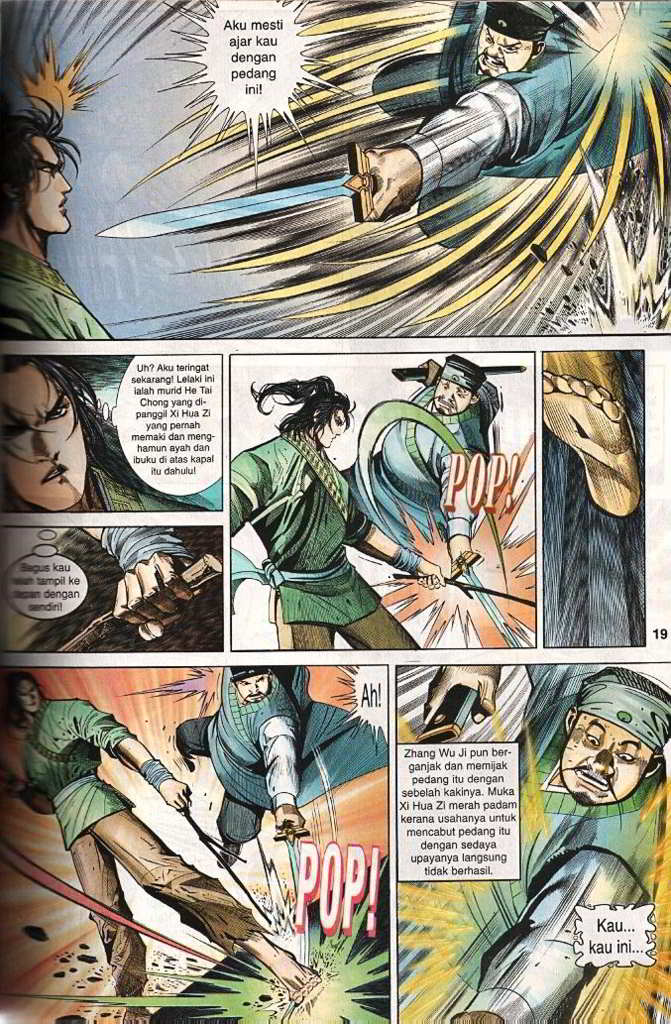 Aku mesti
ajar kau
dengan
pedang
ini!
Uh? Aku teringat
sekarang! Lelaki ini
ialah murid He Tai
Chong yang di-
panggil Xi Hua Zi
yang pernah
memaki dan meng-
hamun ayah dan
ibuku di atas kapal
itu dahulu!
POP!
Bagus kau
telah tampil ke
depan dengan
sendiri!
19
Ah!
POP!
Zhang Wu Ji pun ber-
ganjak dan memijak
pedang itu dengan
sebelah kakinya. Muka
Xi Hua Zi merah padam
kerana usahanya untuk
mencabut pedang itu
dengan sedaya
upayanya langsung
tidak berhasil.
Kau...
kau ini...